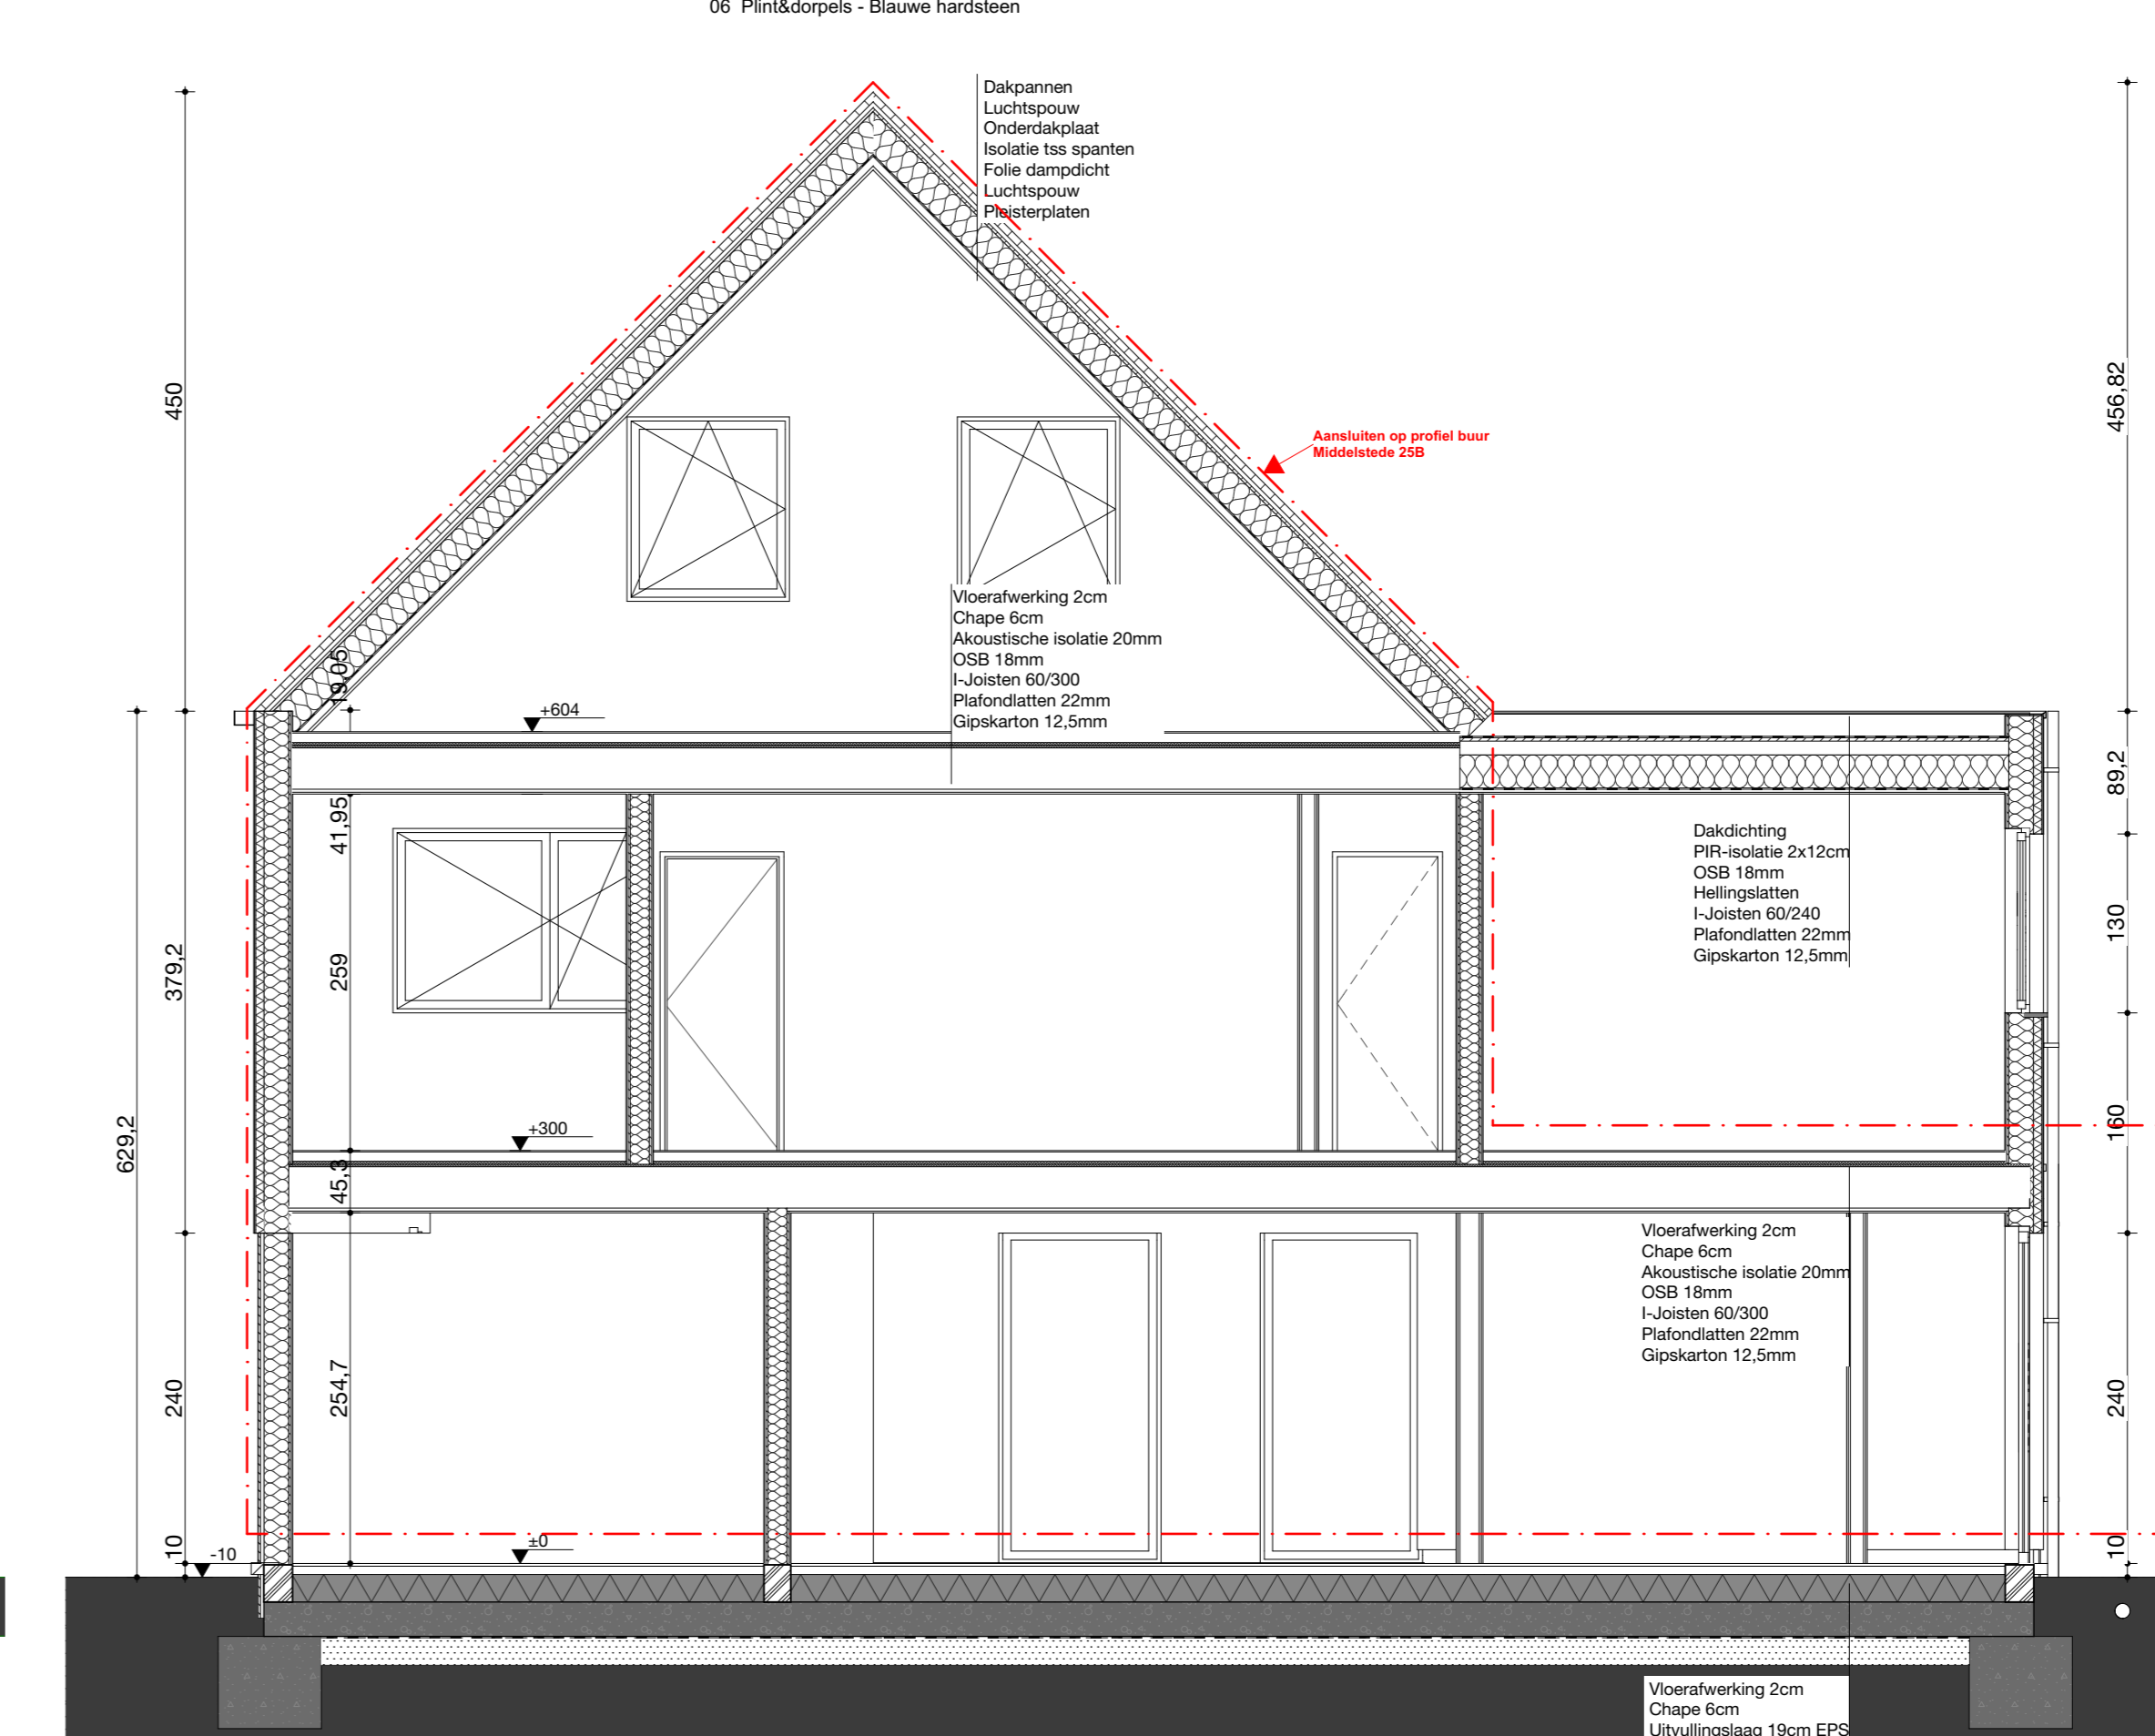 06 Plint&dorpels - Blauwe hardsteen
Dakpannen
Luchtspouw
Onderdakplaat
Isolatie tss spanten
Folie dampdicht
Luchtspouw
Pleisterplaten
450
456,82
Aansluiten op profiel buur
Middelstede 25B
Vloerafwerking 2cm
Chape 6cm
Akoustische isolatie 20mm
OSB 18mm
I-Joisten 60/300
Plafondlatten 22mm
Gipskarton 12,5mm
19,05
+604
89,2
41,95
Dakdichting
PIR-isolatie 2x12cm
OSB 18mm
Hellingslatten
I-Joisten 60/240
Plafondlatten 22mm
Gipskarton 12,5mm
379,2
259
130
629,2
+300
160
45,3
Vloerafwerking 2cm
Chape 6cm
Akoustische isolatie 20mm
OSB 18mm
I-Joisten 60/300
Plafondlatten 22mm
Gipskarton 12,5mm
240
254,7
240
10
-10
±0
10
Vloerafwerking 2cm
Chape 6cm
Uitvullingslaag 19cm EPS